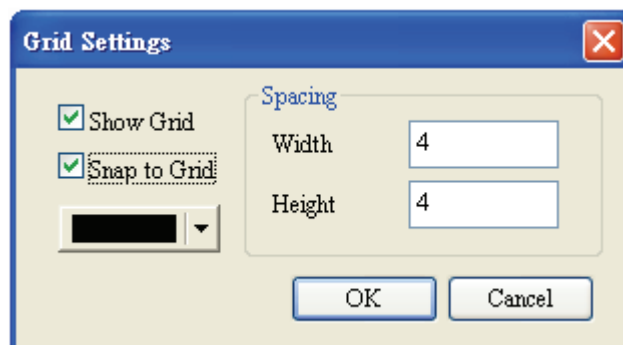 Grid Settings
Show Grid
Snap to Grid
Spacing
Width 4
Height 4
OK Cancel